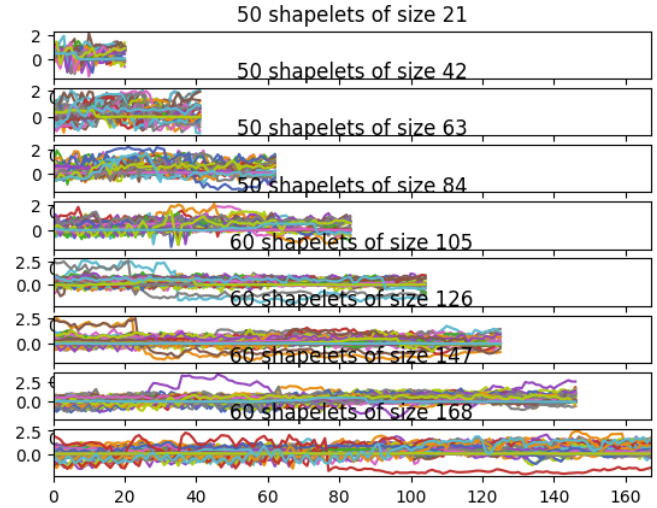 50 shapelets of size 21
2
0
50 shapelets of size 42
2
0
50 shapelets of size 63
2
0
50 shapelets of size 84
2
0
60 shapelets of size 105
2.5
0.0
60 shapelets of size 126
2.5
0.0
60 shapelets of size 147
2.5
0.0
60 shapelets of size 168
2.5
0.0
0 20 40 60 80 100 120 140 160